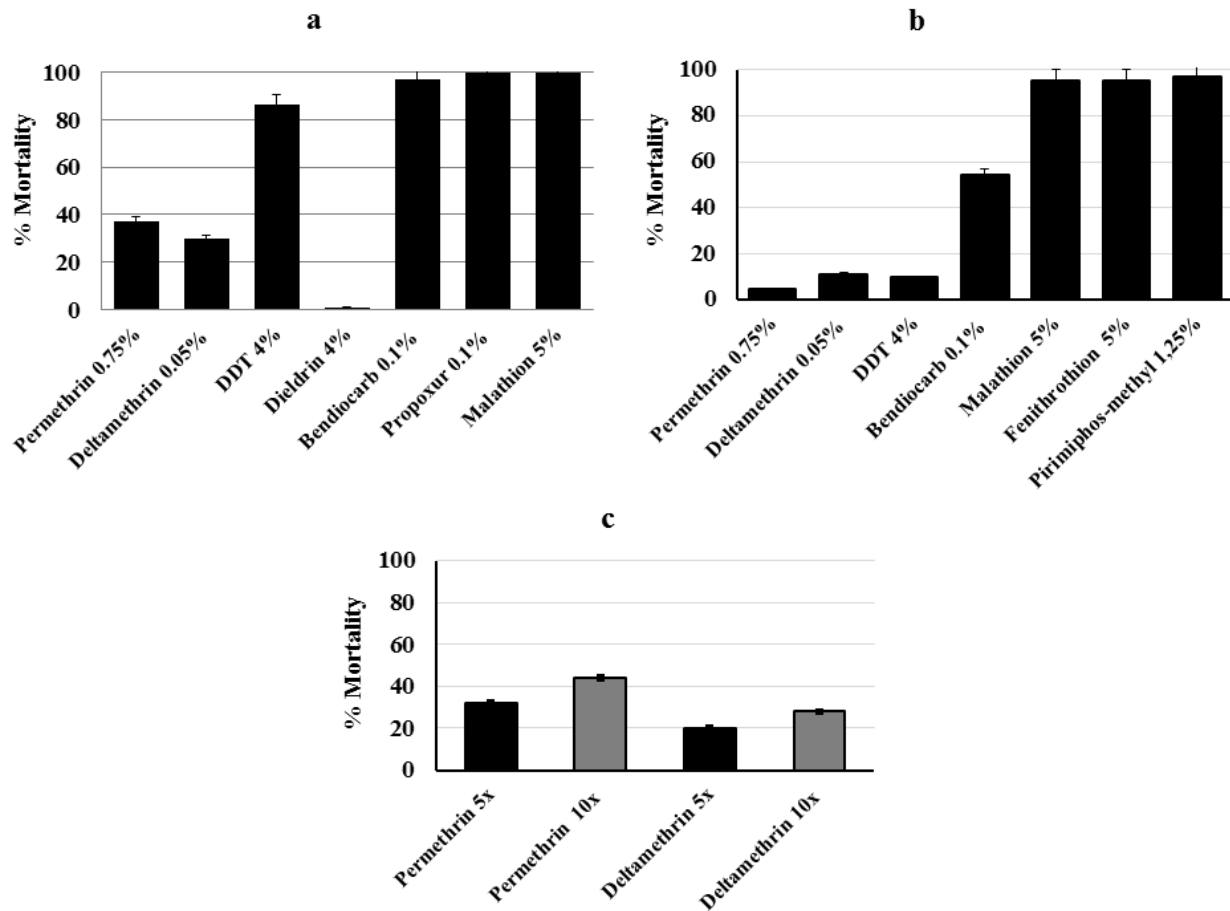 a
% Mortality
100
80
60
40
20
0
Permethrin 0.75%
Deltamethrin 0.05%
DDT 4%
Dieldrin 4%
Bendiocarb 0.1%
Propoxur 0.1%
Malathion 5%
b
% Mortality
100
80
60
40
20
0
Permethrin 0.75%
Deltamethrin 0.05%
DDT 4%
Bendiocarb 0.1%
Malathion 5%
Fenithrothion 5%
Pirimiphos-methyl 1,25%
c
% Mortality
100
80
60
40
20
0
Permethrin 5x
Permethrin 10x
Deltamethrin 5x
Deltamethrin 10x